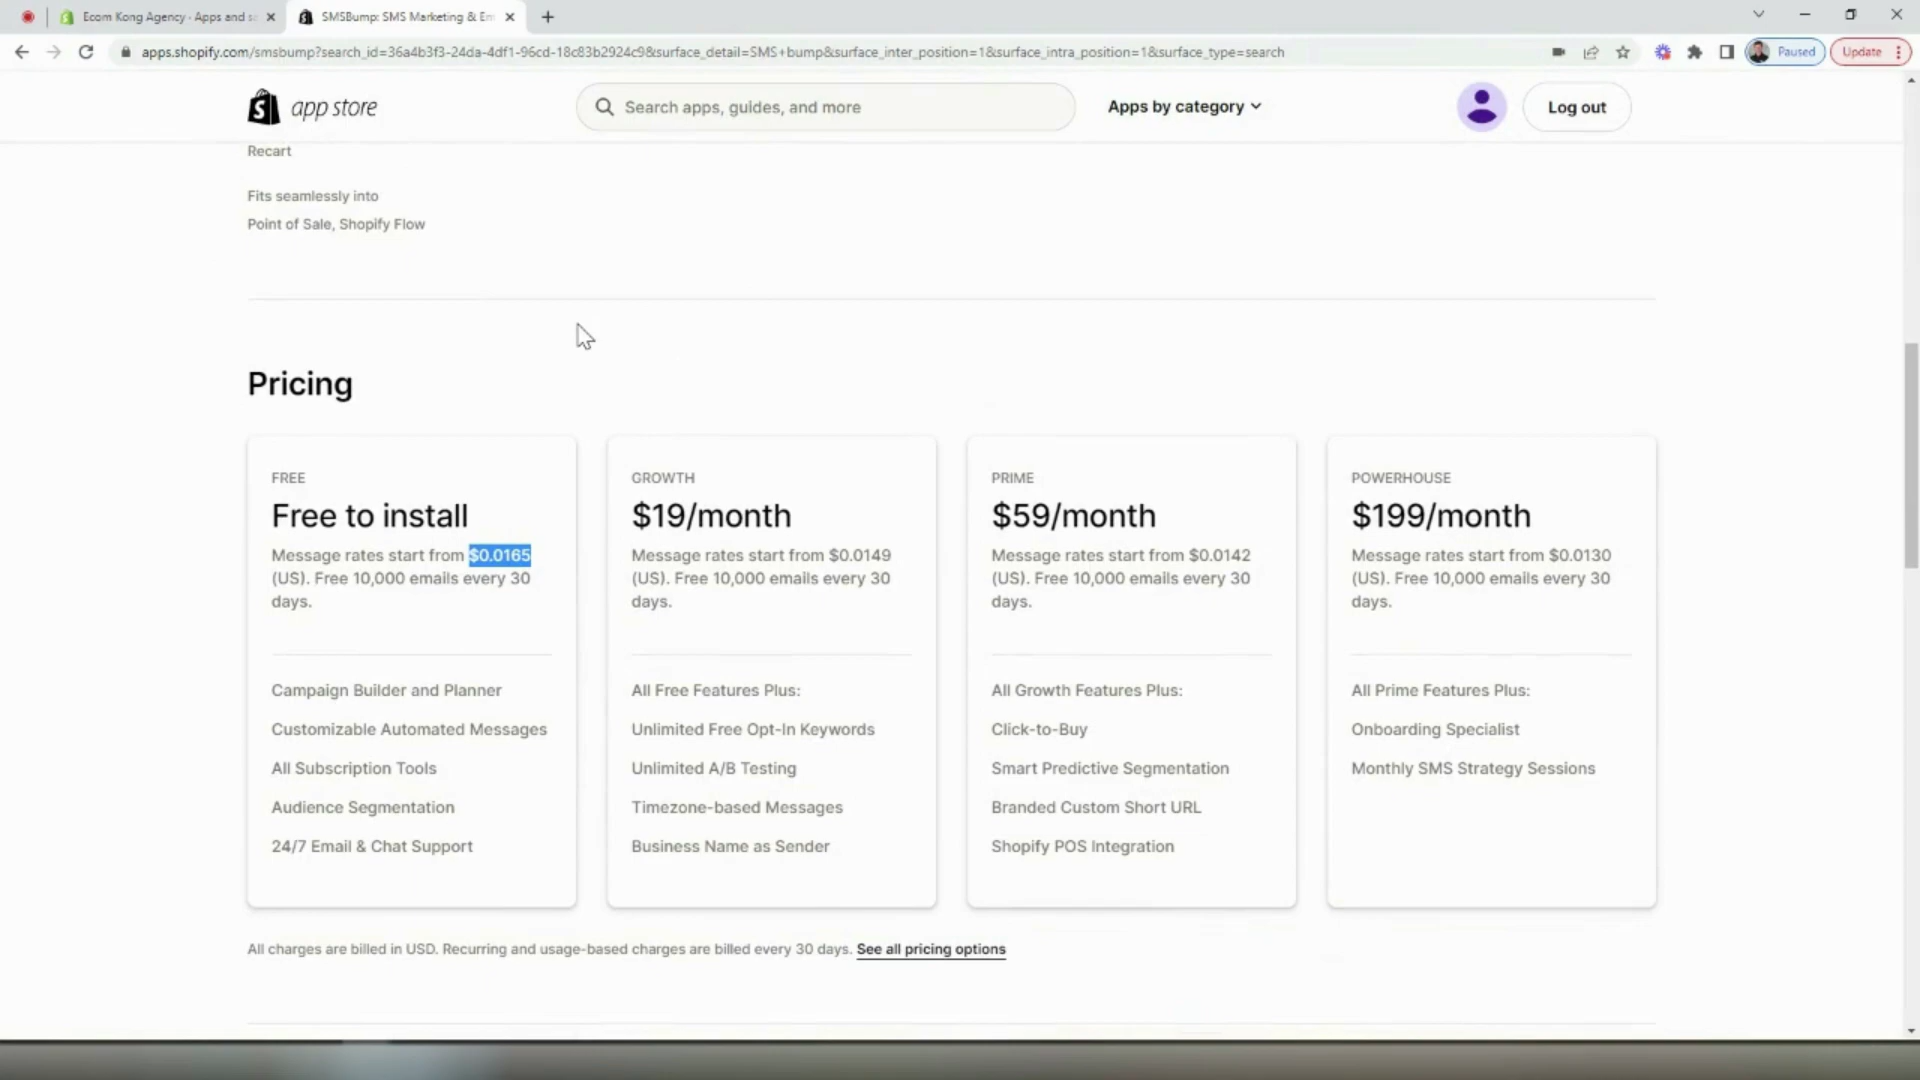 Ecom Kong Agency · Apps and s
SMSBump: SMS Marketing & Em
apps.shopify.com/smsbump?search_id=36a4b3f3-24da-4df1-96cd-18c83b2924c9&surface_detail=SMS+bump&surface_inter_position=1&surface_intra_position=1&surface_type=search
Paused
Update
app store
Search apps, guides, and more
Apps by category
Log out
Recart
Fits seamlessly into
Point of Sale, Shopify Flow
Pricing
FREE
Free to install
Message rates start from $0.0165
(US). Free 10,000 emails every 30
days.
Campaign Builder and Planner
Customizable Automated Messages
All Subscription Tools
Audience Segmentation
24/7 Email & Chat Support
GROWTH
$19/month
Message rates start from $0.0149
(US). Free 10,000 emails every 30
days.
All Free Features Plus:
Unlimited Free Opt-In Keywords
Unlimited A/B Testing
Timezone-based Messages
Business Name as Sender
PRIME
$59/month
Message rates start from $0.0142
(US). Free 10,000 emails every 30
days.
All Growth Features Plus:
Click-to-Buy
Smart Predictive Segmentation
Branded Custom Short URL
Shopify POS Integration
POWERHOUSE
$199/month
Message rates start from $0.0130
(US). Free 10,000 emails every 30
days.
All Prime Features Plus:
Onboarding Specialist
Monthly SMS Strategy Sessions
All charges are billed in USD. Recurring and usage-based charges are billed every 30 days. See all pricing options